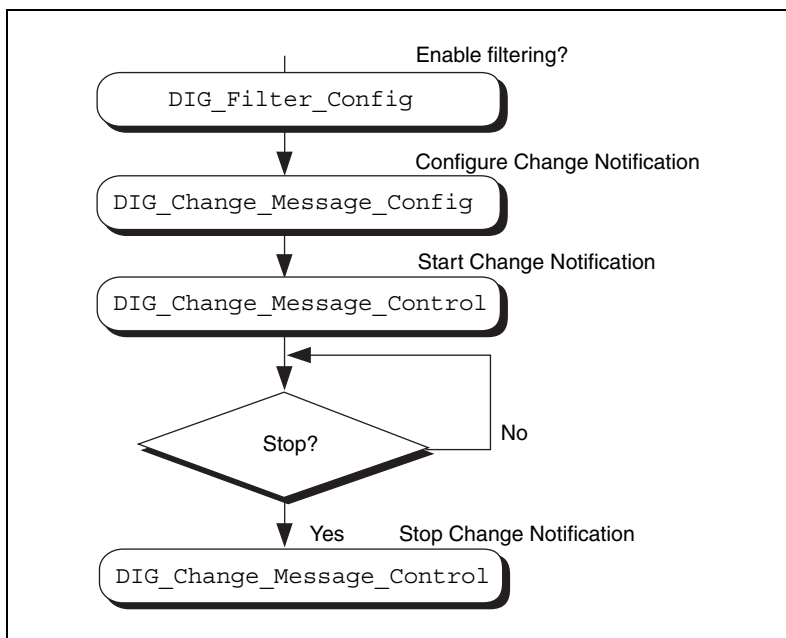 Enable filtering?
DIG_Filter_Config
Configure Change Notification
DIG_Change_Message_Config
Start Change Notification
DIG_Change_Message_Control
Stop?
No
Yes
Stop Change Notification
DIG_Change_Message_Control